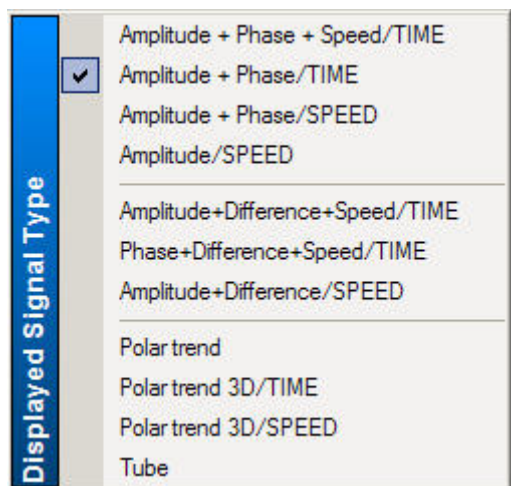 Displayed Signal Type
Amplitude + Phase + Speed/TIME
Amplitude + Phase/TIME
Amplitude + Phase/SPEED
Amplitude/SPEED
Amplitude+Difference+Speed/TIME
Phase+Difference+Speed/TIME
Amplitude+Difference/SPEED
Polar trend
Polar trend 3D/TIME
Polar trend 3D/SPEED
Tube